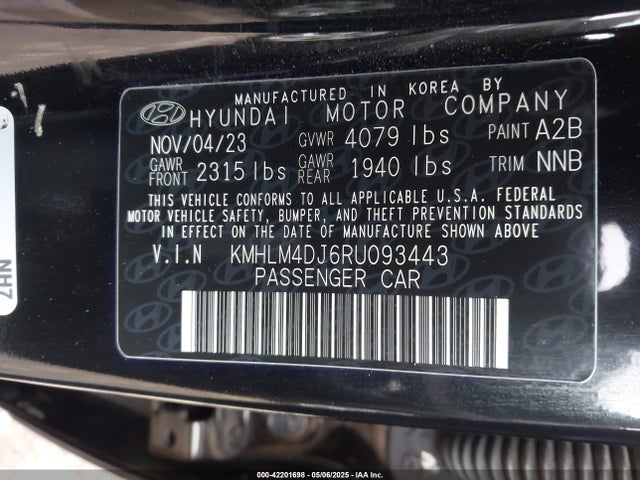 MANUFACTURED IN KOREA BY
HYUNDAI MOTOR COMPANY
NOV/04/23 GVWR 4079 lbs PAINT A2B
GAWR FRONT 2315 lbs GAWR REAR 1940 lbs TRIM NNB
THIS VEHICLE CONFORMS TO ALL APPLICABLE U.S.A. FEDERAL
MOTOR VEHICLE SAFETY, BUMPER, AND THEFT PREVENTION STANDARDS
IN EFFECT ON THE DATE OF MANUFACTURE SHOWN ABOVE.
V.I.N KMHLM4DJ6RU093443
PASSENGER CAR
NH7
000-42201698 - 05/06/2025 - IAA Inc.